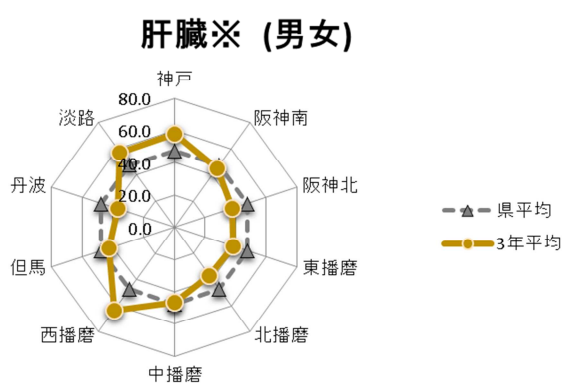 肝臓※ (男女)
神戸
80.0
淡路
阪神南
60.0
40.0
丹波
阪神北
20.0
県平均
0.0
3年平均
但馬
東播磨
西播磨
北播磨
中播磨